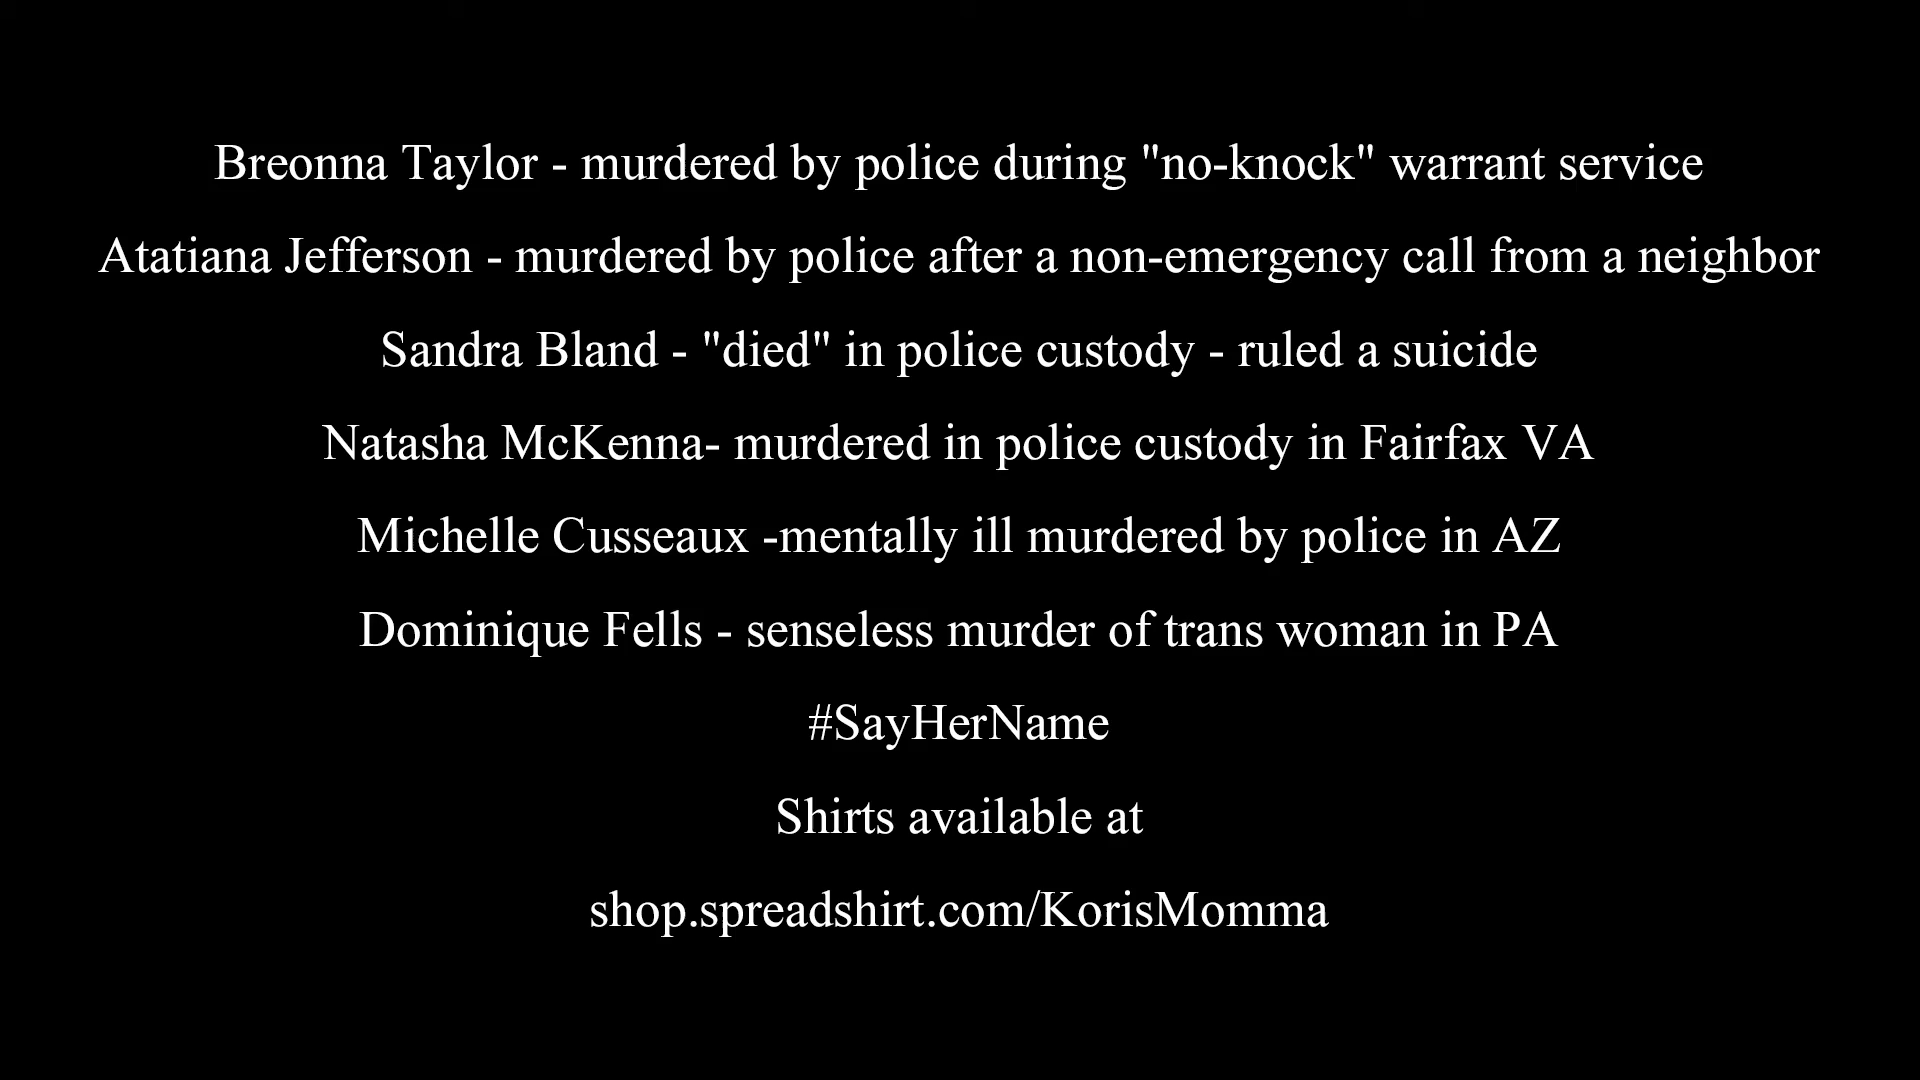 Breonna Taylor - murdered by police during "no-knock" warrant service
Atatiana Jefferson - murdered by police after a non-emergency call from a neighbor
Sandra Bland - "died" in police custody - ruled a suicide
Natasha McKenna- murdered in police custody in Fairfax VA
Michelle Cusseaux -mentally ill murdered by police in AZ
Dominique Fells - senseless murder of trans woman in PA
#SayHerName
Shirts available at
shop.spreadshirt.com/KorisMomma